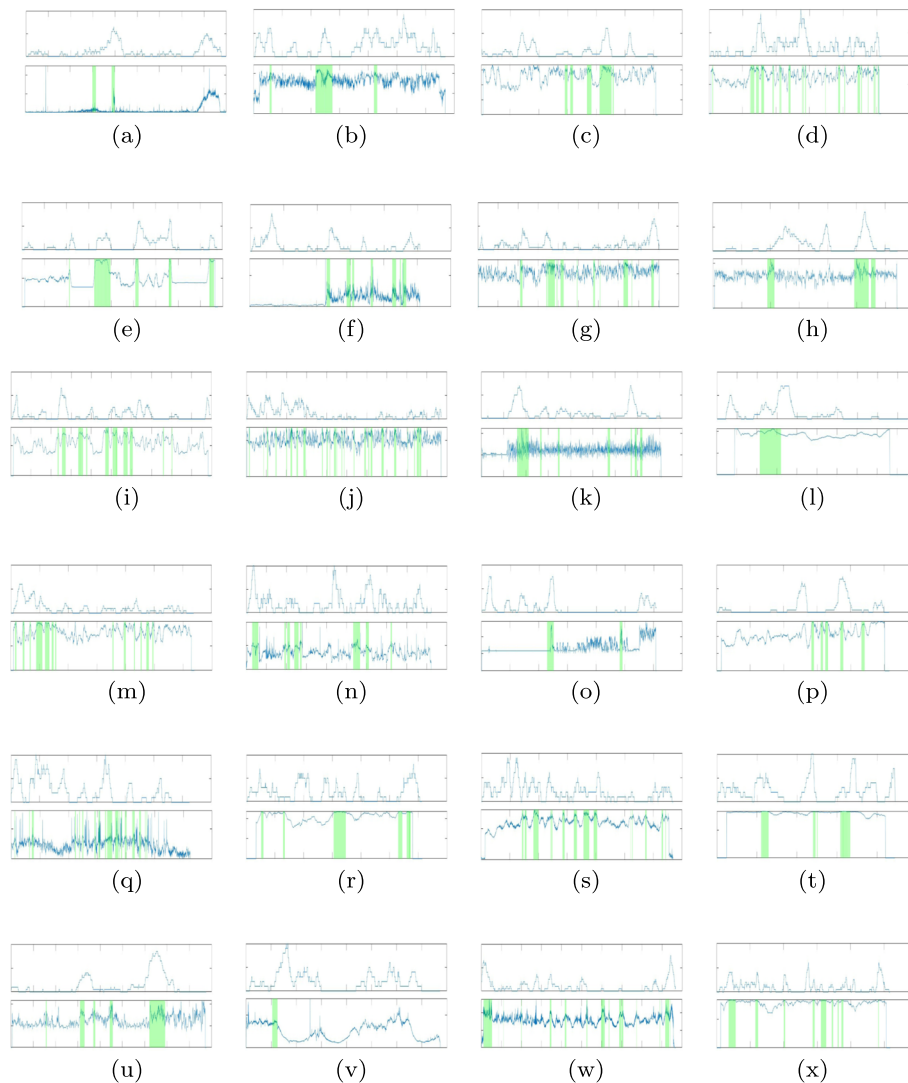 (a) (b) (c) (d)
(e) (f) (g) (h)
(i) (j) (k) (l)
(m) (n) (o) (p)
(q) (r) (s) (t)
(u) (v) (w) (x)